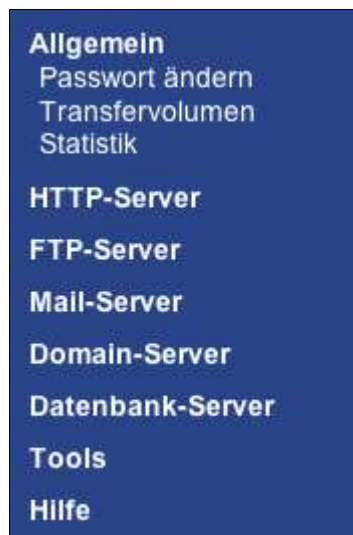 Allgemein
Passwort ändern
Transfervolumen
Statistik
HTTP-Server
FTP-Server
Mail-Server
Domain-Server
Datenbank-Server
Tools
Hilfe